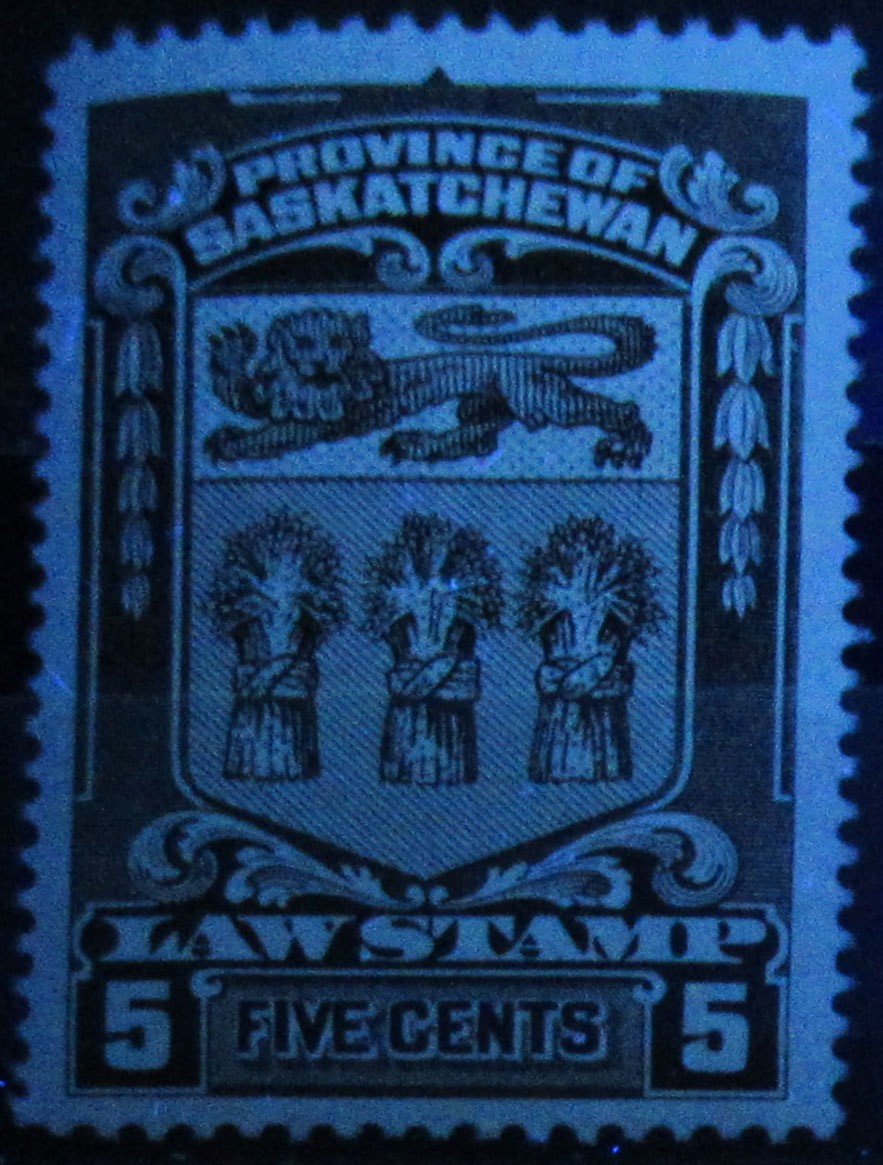 PROVINCE OF
SASKATCHEWAN
LAW STAMP
5 FIVE CENTS 5